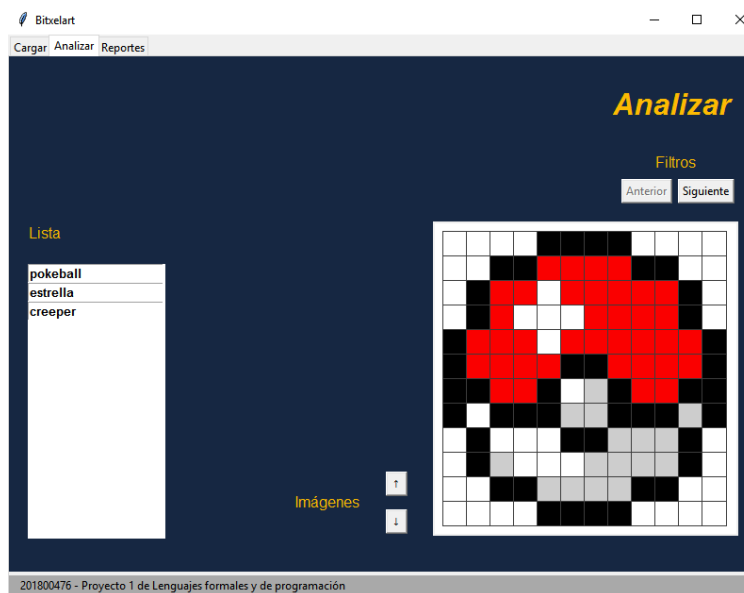 Bitxelart
Cargar Analizar Reportes
Analizar
Filtros
Anterior Siguiente
Lista
pokeball
estrella
creeper
↑
Imágenes
↓
201800476 - Proyecto 1 de Lenguajes formales y de programación